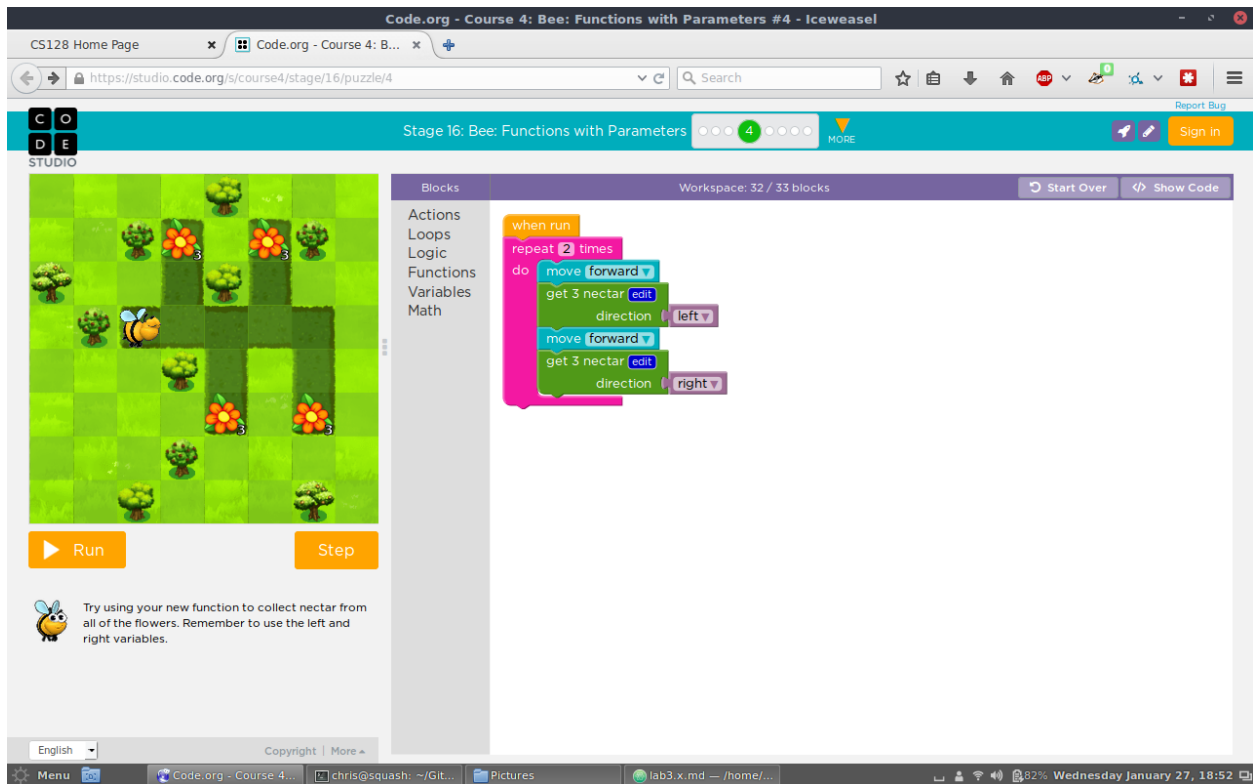 Code.org - Course 4: Bee: Functions with Parameters #4 - Iceweasel
CS128 Home Page
Code.org - Course 4: B...
https://studio.code.org/s/course4/stage/16/puzzle/4
Search
ABP
0
Report Bug
C O
D E
STUDIO
Stage 16: Bee: Functions with Parameters
4
MORE
Sign in
Blocks
Workspace: 32 / 33 blocks
Start Over
</> Show Code
Actions
Loops
Logic
Functions
Variables
Math
when run
repeat 2 times
do move forward
get 3 nectar edit
direction left
move forward
get 3 nectar edit
direction right
3
3
3
3
Run
Step
Try using your new function to collect nectar from
all of the flowers. Remember to use the left and
right variables.
English
Copyright | More
Menu
Code.org - Course 4...
chris@squash: ~/Git...
Pictures
lab3.x.md — /home/...
82% Wednesday January 27, 18:52